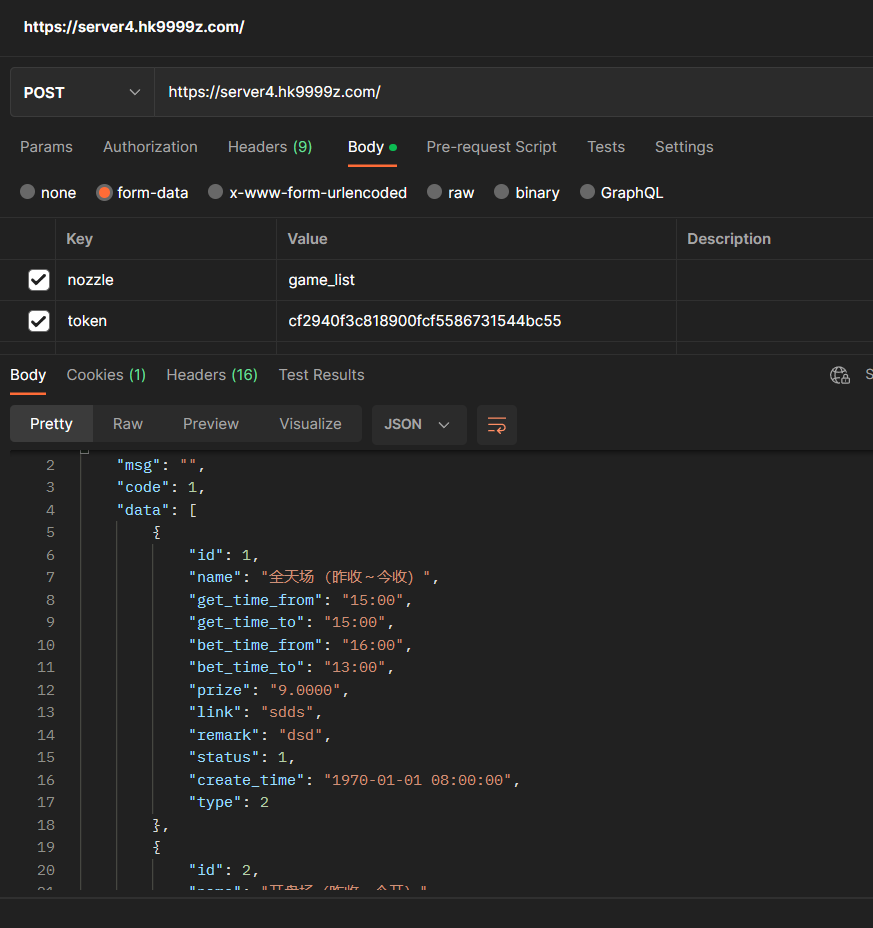 https://server4.hk9999z.com/
POST https://server4.hk9999z.com/
Params Authorization Headers (9) Body Pre-request Script Tests Settings
none form-data x-www-form-urlencoded raw binary GraphQL
Key Value Description
nozzle game_list
token cf2940f3c818900fcf5586731544bc55
Body Cookies (1) Headers (16) Test Results S
Pretty Raw Preview Visualize JSON
2 "msg": "",
3 "code": 1,
4 "data": [
5 {
6 "id": 1,
7 "name": "全天场（昨收～今收）",
8 "get_time_from": "15:00",
9 "get_time_to": "15:00",
10 "bet_time_from": "16:00",
11 "bet_time_to": "13:00",
12 "prize": "9.0000",
13 "link": "sdds",
14 "remark": "dsd",
15 "status": 1,
16 "create_time": "1970-01-01 08:00:00",
17 "type": 2
18 },
19 {
20 "id": 2,